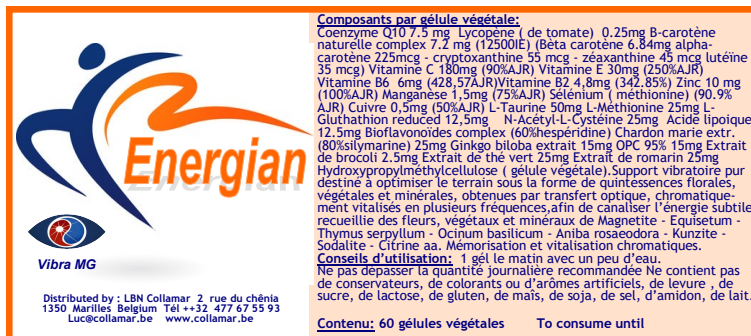 Energian
Vibra MG
Distributed by : LBN Collamar 2 rue du chênia
1350 Marilles Belgium Tél ++32 477 67 55 93
Luc@collamar.be www.collamar.be
Composants par gélule végétale:
Coenzyme Q10 7.5 mg Lycopène ( de tomate) 0.25mg B-carotène
naturelle complex 7.2 mg (12500IE) (Bèta carotène 6.84mg alpha-
carotène 225mcg - cryptoxanthine 55 mcg - zéaxanthine 45 mcg lutéïne
35 mcg) Vitamine C 180mg (90%AJR) Vitamine E 30mg (250%AJR)
Vitamine B6 6mg (428,57AJR)Vitamine B2 4,8mg (342.85%) Zinc 10 mg
(100%AJR) Manganèse 1,5mg (75%AJR) Sélénium ( méthionine) (90.9%
AJR) Cuivre 0,5mg (50%AJR) L-Taurine 50mg L-Méthionine 25mg L-
Gluthathion reduced 12,5mg N-Acétyl-L-Cystéine 25mg Acide lipoique
12.5mg Bioflavonoïdes complex (60%hespéridine) Chardon marie extr.
(80%silymarine) 25mg Ginkgo biloba extrait 15mg OPC 95% 15mg Extrait
de brocoli 2.5mg Extrait de thé vert 25mg Extrait de romarin 25mg
Hydroxypropylméthylcellulose ( gélule végétale).Support vibratoire pur
destiné à optimiser le terrain sous la forme de quintessences florales,
végétales et minérales, obtenues par transfert optique, chromatique-
ment vitalisés en plusieurs fréquences,afin de canaliser l'énergie subtile
recueillie des fleurs, végétaux et minéraux de Magnetite - Equisetum -
Thymus serpyllum - Ocinum basilicum - Aniba rosaeodora - Kunzite -
Sodalite - Citrine aa. Mémorisation et vitalisation chromatiques.
Conseils d'utilisation: 1 gél le matin avec un peu d'eau.
Ne pas dépasser la quantité journalière recommandée Ne contient pas
de conservateurs, de colorants ou d'arômes artificiels, de levure , de
sucre, de lactose, de gluten, de maïs, de soja, de sel, d'amidon, de lait.
Contenu: 60 gélules végétales To consume until